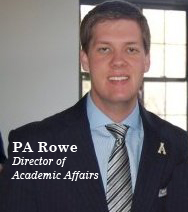 PA Rowe
Director of
Academic Affairs
A